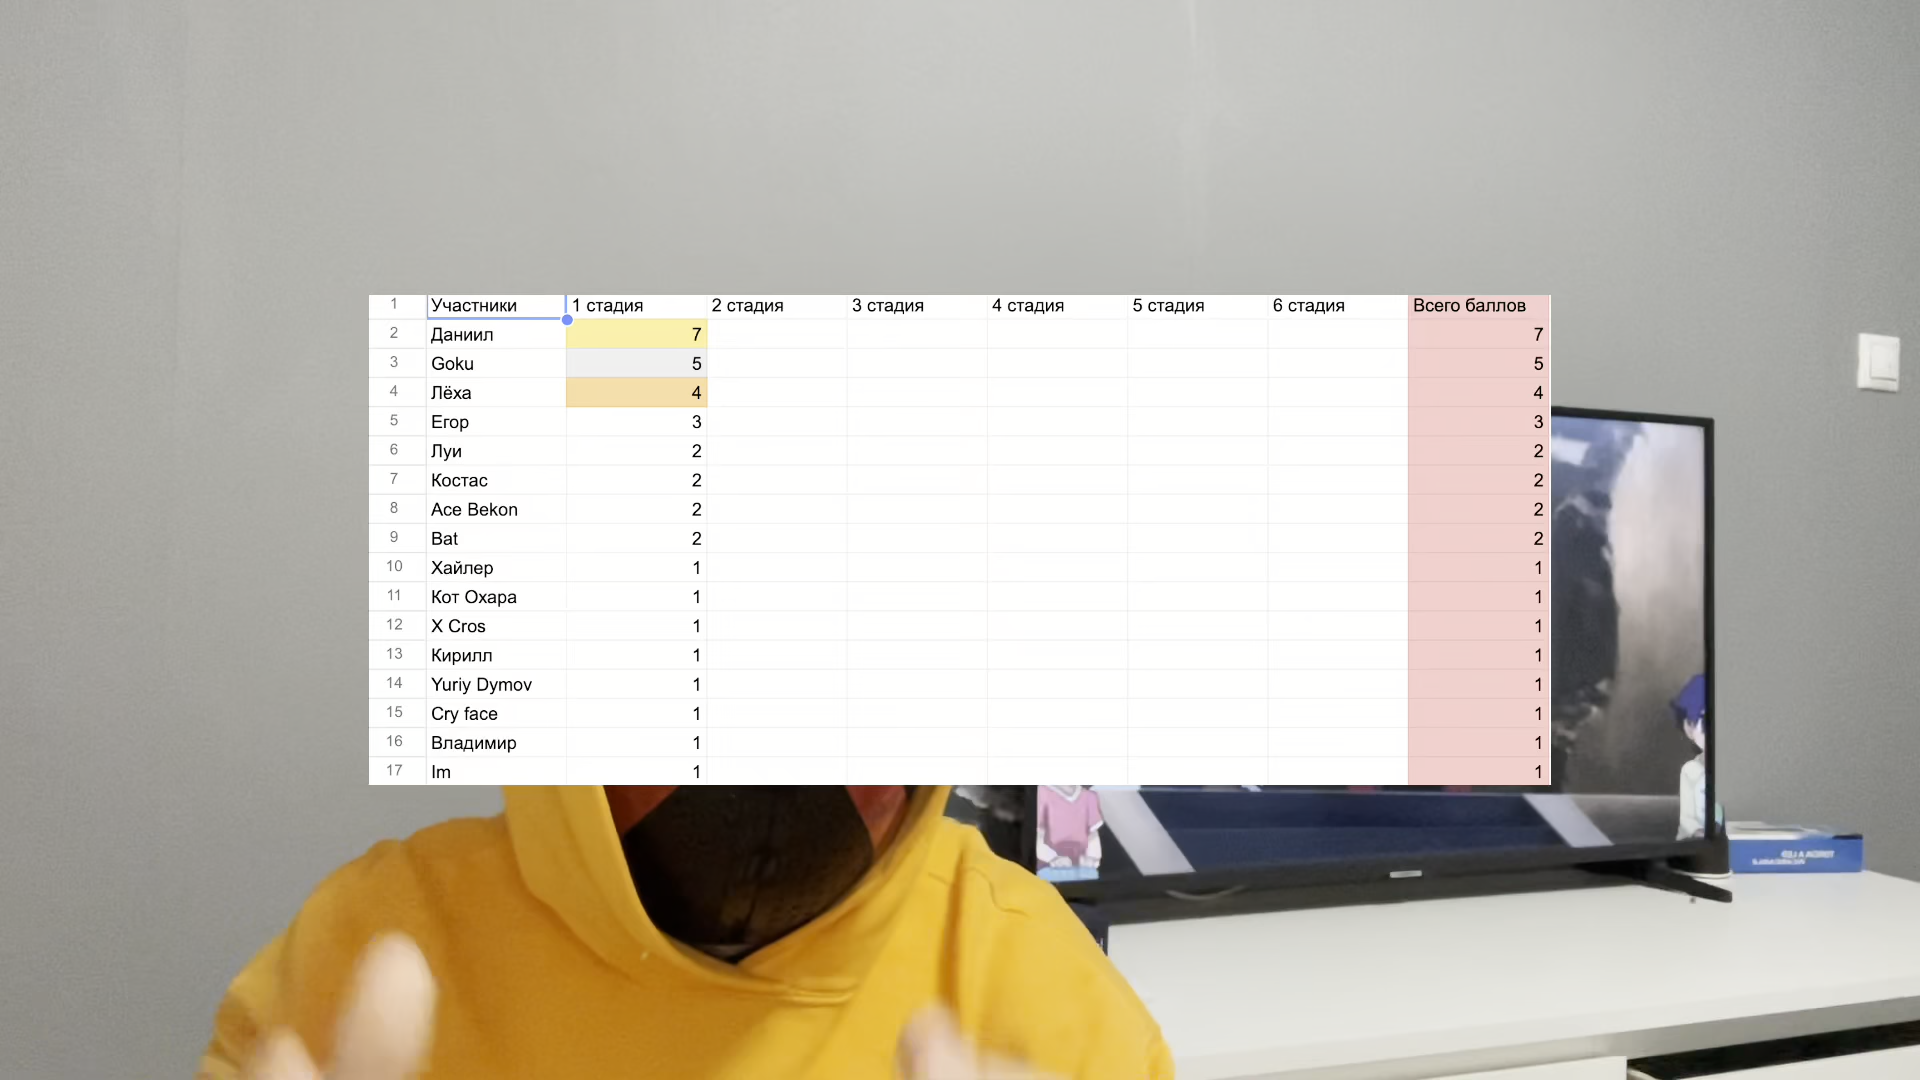 1 Участники 1 стадия 2 стадия 3 стадия 4 стадия 5 стадия 6 стадия Всего баллов
2 Даниил 7 7
3 Goku 5 5
4 Лёха 4 4
5 Егор 3 3
6 Луи 2 2
7 Костас 2 2
8 Ace Bekon 2 2
9 Bat 2 2
10 Хайлер 1 1
11 Кот Охара 1 1
12 X Cros 1 1
13 Кирилл 1 1
14 Yuriy Dymov 1 1
15 Cry face 1 1
16 Владимир 1 1
17 Im 1 1